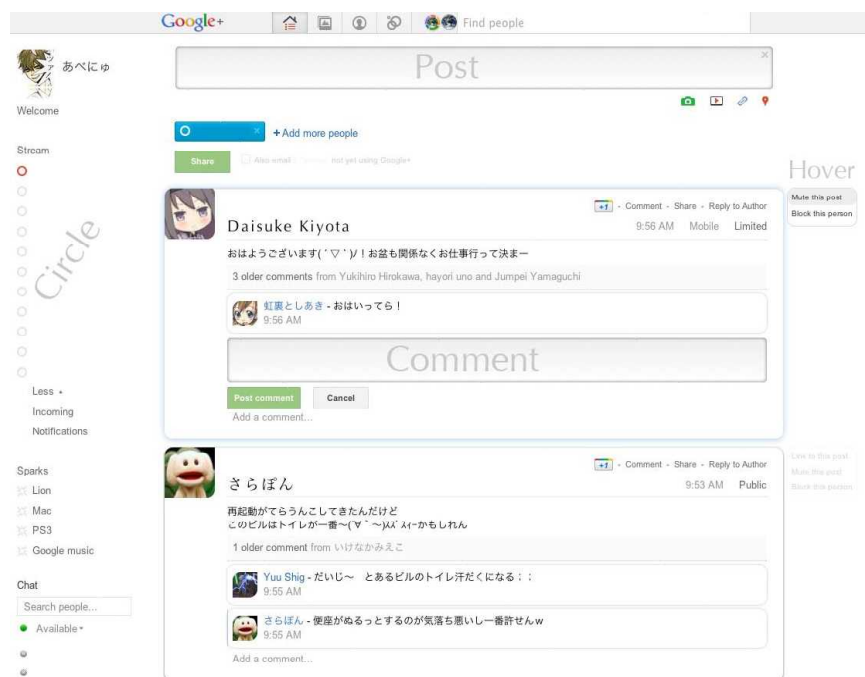 Google+
Find people
あべにゅ
Welcome
Post
+Add more people
Share
Also email
not yet using Google+
Stream
Circle
Less
Incoming
Notifications
Sparks
Lion
Mac
PS3
Google music
Chat
Search people...
Available
Hover
Mute this post
Block this person
+1 - Comment - Share - Reply to Author
Daisuke Kiyota
9:56 AM Mobile Limited
おはようございます(´▽`)/！お盆も関係なくお仕事行って決まー
3 older comments from Yukihiro Hirokawa, hayori uno and Jumpei Yamaguchi
虹裏としあき - おはいってら！
9:56 AM
Comment
Post comment Cancel
Add a comment...
+1 - Comment - Share - Reply to Author
さらぽん
9:53 AM Public
Link to this post
Mute this post
Block this person
再起動がてらうんこしてきたんだけど
このビルはトイレが一番〜(´∀｀〜)
かもしれん
1 older comment from いけなかみえこ
Yuu Shig - だいじ〜 とあるビルのトイレ汗だくになる；；
9:55 AM
さらぽん - 便座がぬるっとするのが気落ち悪いし一番許せんｗ
9:55 AM
Add a comment...